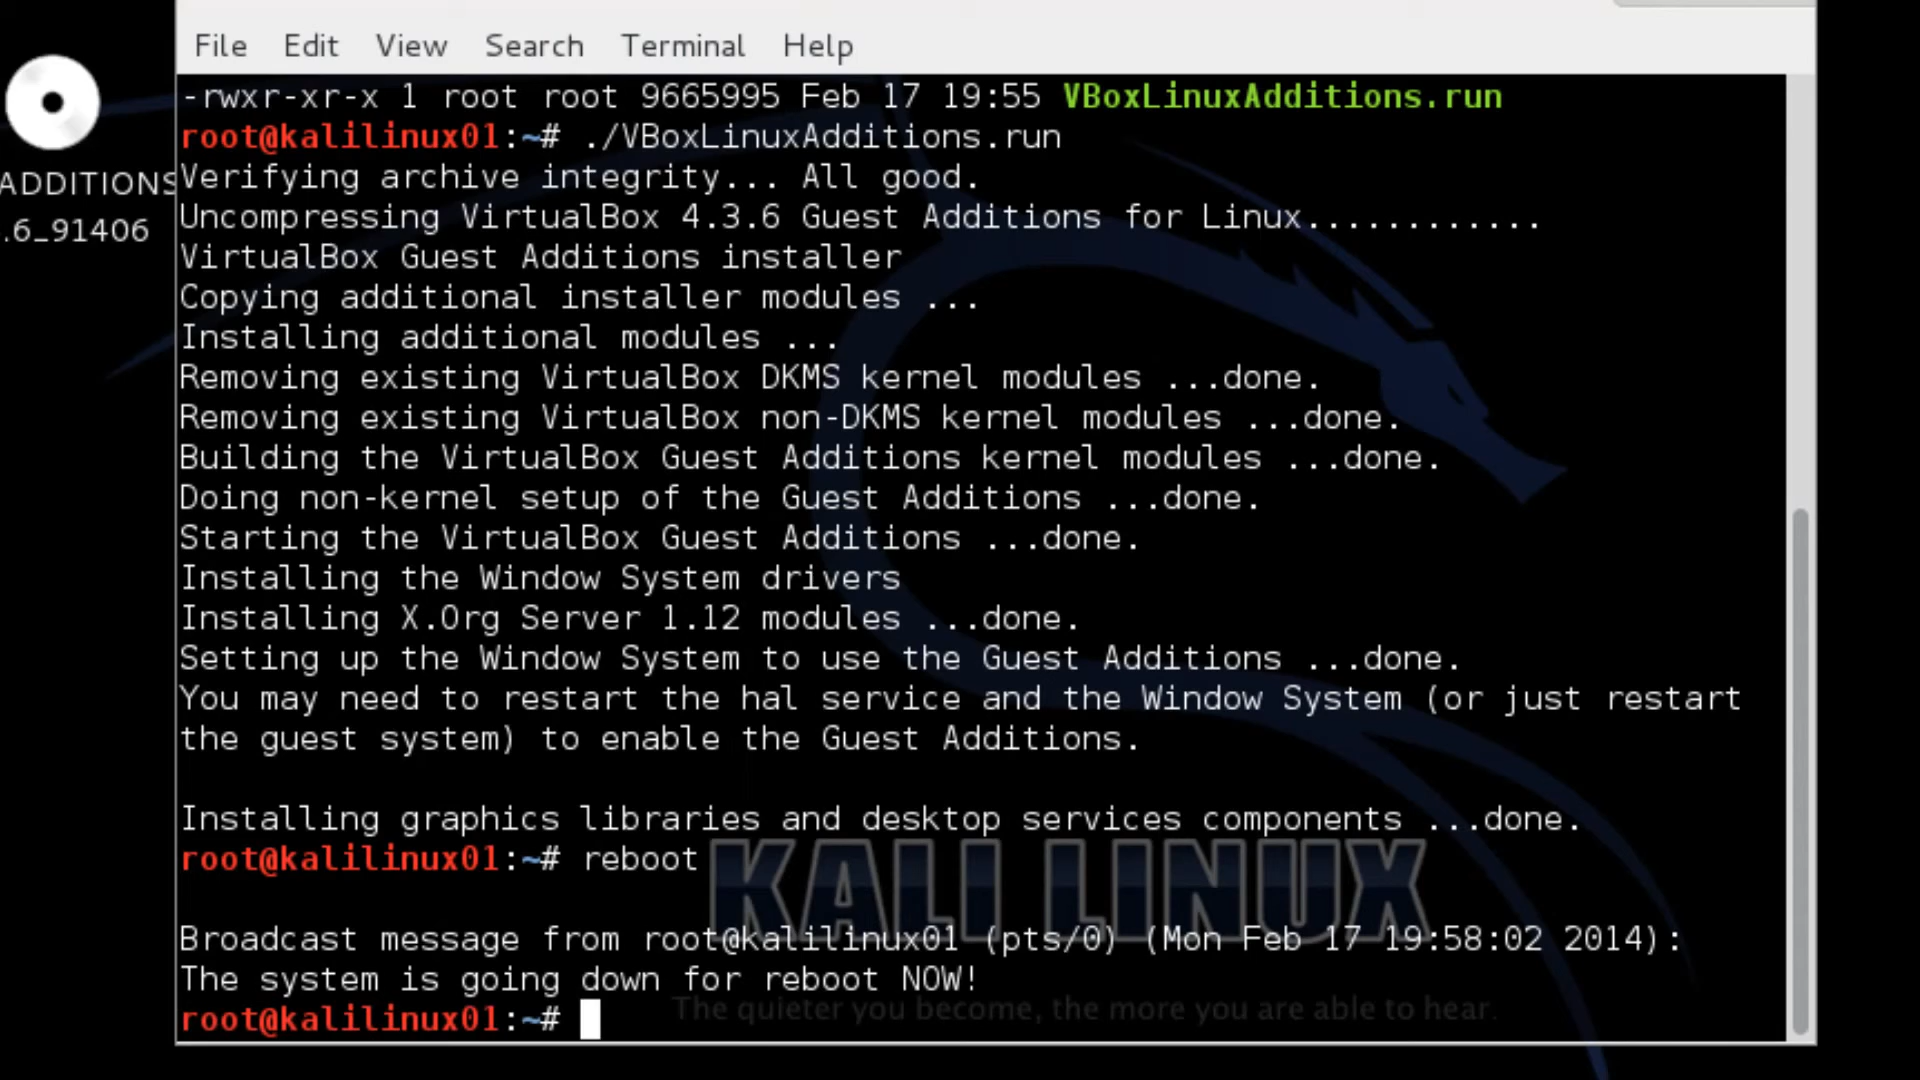 File Edit View Search Terminal Help
-rwxr-xr-x 1 root root 9665995 Feb 17 19:55 VBoxLinuxAdditions.run
root@kalilinux01:~# ./VBoxLinuxAdditions.run
ADDITIONS
Verifying archive integrity... All good.
.6_91406
Uncompressing VirtualBox 4.3.6 Guest Additions for Linux............
VirtualBox Guest Additions installer
Copying additional installer modules ...
Installing additional modules ...
Removing existing VirtualBox DKMS kernel modules ...done.
Removing existing VirtualBox non-DKMS kernel modules ...done.
Building the VirtualBox Guest Additions kernel modules ...done.
Doing non-kernel setup of the Guest Additions ...done.
Starting the VirtualBox Guest Additions ...done.
Installing the Window System drivers
Installing X.Org Server 1.12 modules ...done.
Setting up the Window System to use the Guest Additions ...done.
You may need to restart the hal service and the Window System (or just restart
the guest system) to enable the Guest Additions.
Installing graphics libraries and desktop services components ...done.
root@kalilinux01:~# reboot
KALI LINUX
Broadcast message from root@kalilinux01 (pts/0) (Mon Feb 17 19:58:02 2014):
The system is going down for reboot NOW!
The quieter you become, the more you are able to hear.
root@kalilinux01:~#